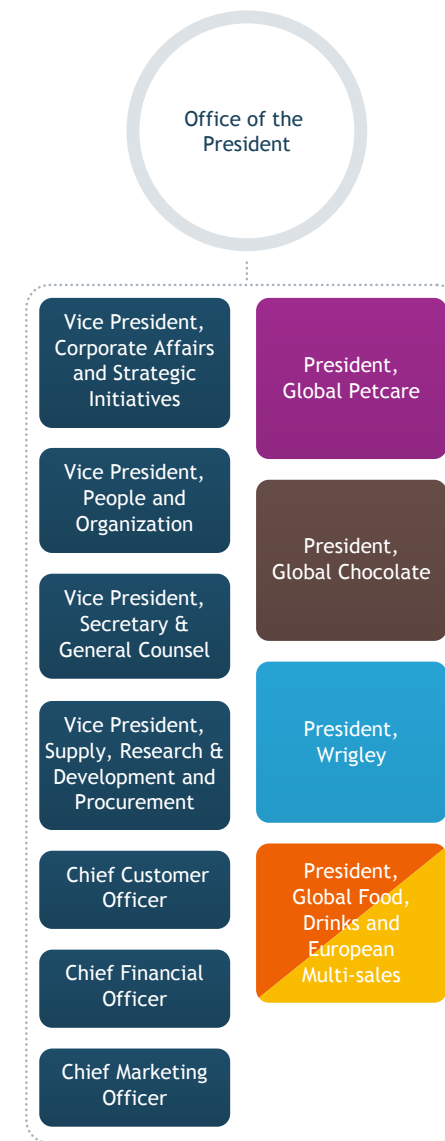 Office of the
President
Vice President,
Corporate Affairs
and Strategic
Initiatives
Vice President,
People and
Organization
Vice President,
Secretary &
General Counsel
Vice President,
Supply, Research &
Development and
Procurement
Chief Customer
Officer
Chief Financial
Officer
Chief Marketing
Officer
President,
Global Petcare
President,
Global Chocolate
President,
Wrigley
President,
Global Food,
Drinks and
European
Multi-sales